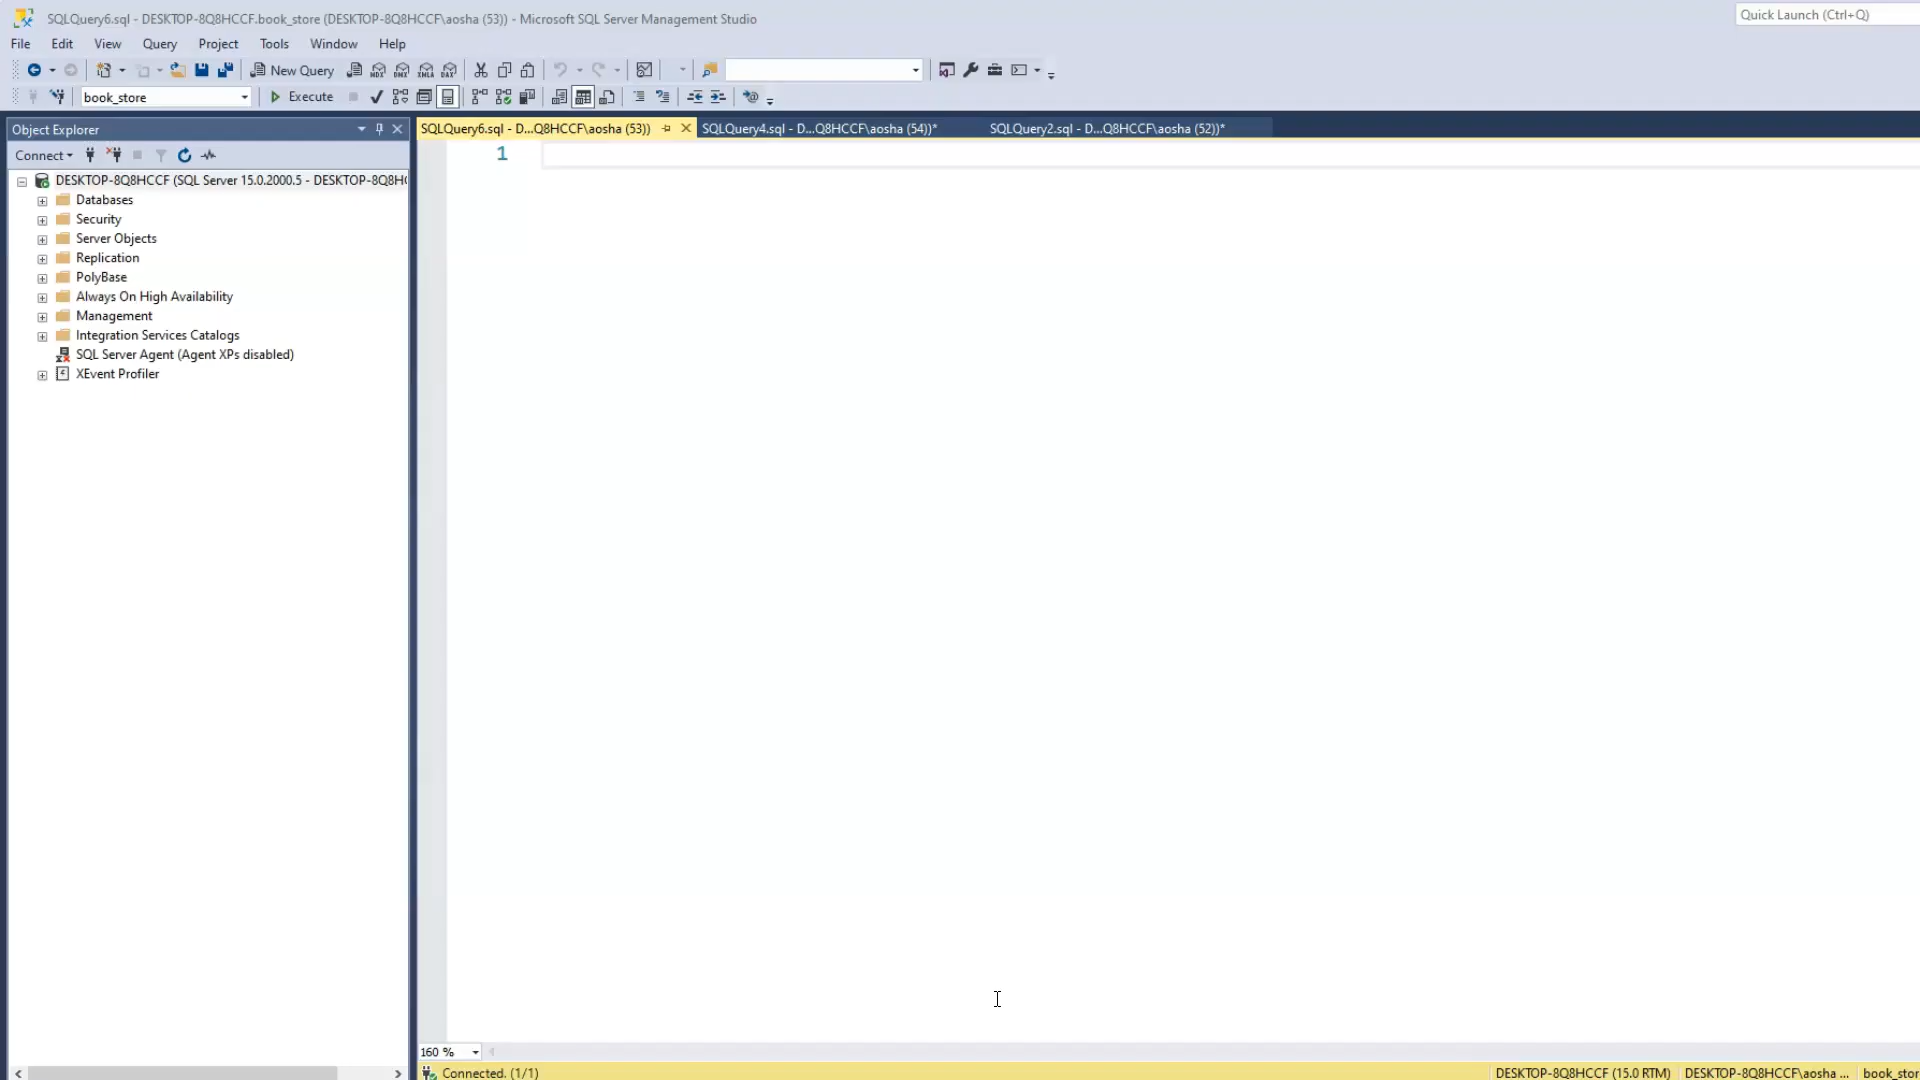 SQLQuery6.sql - DESKTOP-8Q8HCCF.book_store (DESKTOP-8Q8HCCF\aosha (53)) - Microsoft SQL Server Management Studio
Quick Launch (Ctrl+Q)
File Edit View Query Project Tools Window Help
New Query
book_store
Execute
Object Explorer
SQLQuery6.sql - D...Q8HCCF\aosha (53))
SQLQuery4.sql - D...Q8HCCF\aosha (54))*
SQLQuery2.sql - D...Q8HCCF\aosha (52))*
Connect
1
DESKTOP-8Q8HCCF (SQL Server 15.0.2000.5 - DESKTOP-8Q8H
Databases
Security
Server Objects
Replication
PolyBase
Always On High Availability
Management
Integration Services Catalogs
SQL Server Agent (Agent XPs disabled)
XEvent Profiler
160 %
Connected. (1/1)
DESKTOP-8Q8HCCF (15.0 RTM)
DESKTOP-8Q8HCCF\aosha ...
book_stor